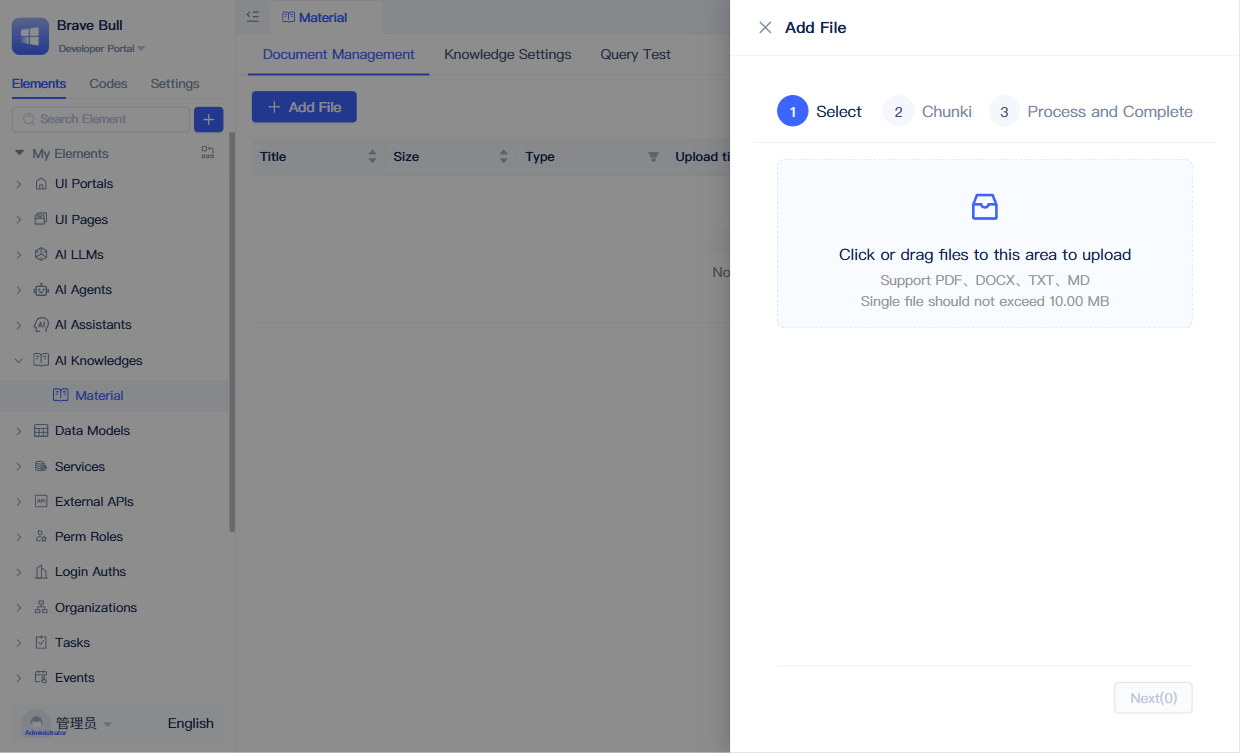 Brave Bull
Developer Portal
Elements Codes Settings
Search Element
My Elements
UI Portals
UI Pages
AI LLMs
AI Agents
AI Assistants
AI Knowledges
Material
Data Models
Services
External APIs
Perm Roles
Login Auths
Organizations
Tasks
Events
管理员
Administrator
English
Material
Document Management Knowledge Settings Query Test
Add File
Title Size Type Upload ti
No
Add File
1 Select 2 Chunki 3 Process and Complete
Click or drag files to this area to upload
Support PDF、DOCX、TXT、MD
Single file should not exceed 10.00 MB
Next(0)